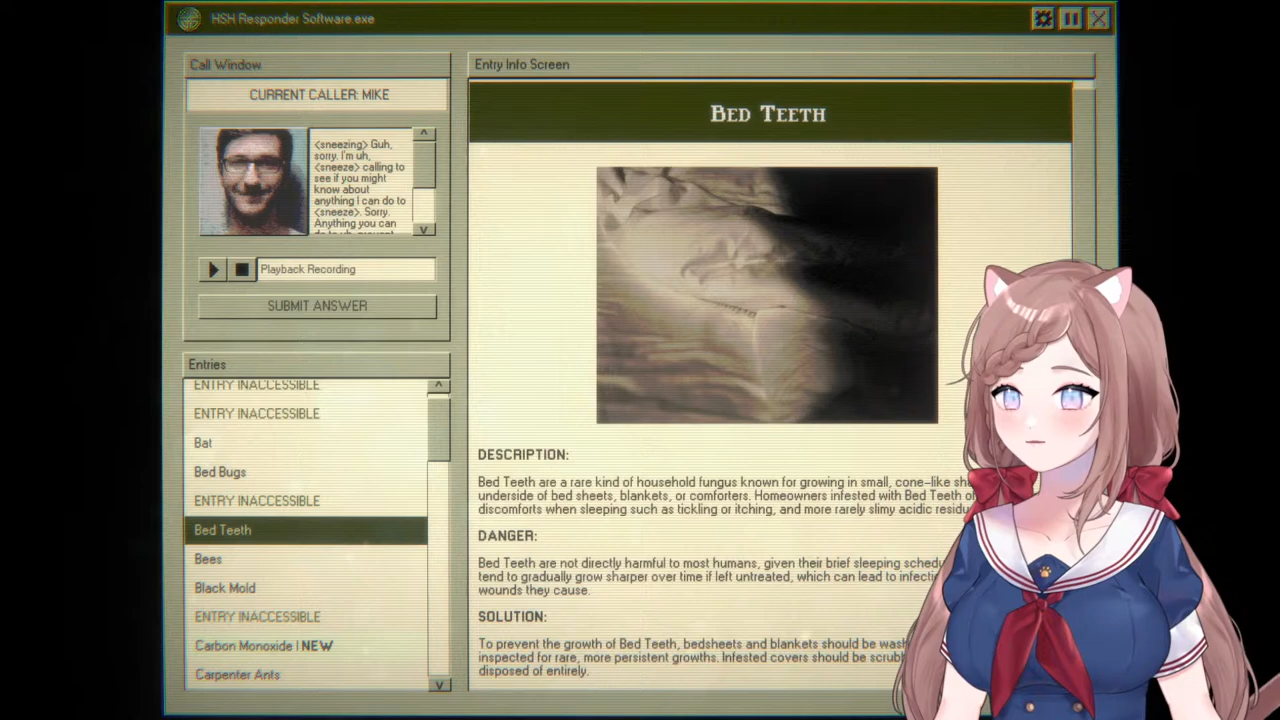 HSH Responder Software.exe
Call Window
CURRENT CALLER: MIKE
<sneezing> Guh,
sorry. I'm uh,
<sneeze> calling to
see if you might
know about
anything I can do to
<sneeze>. Sorry.
Anything you can
Playback Recording
SUBMIT ANSWER
Entries
ENTRY INACCESSIBLE
ENTRY INACCESSIBLE
Bat
Bed Bugs
ENTRY INACCESSIBLE
Bed Teeth
Bees
Black Mold
ENTRY INACCESSIBLE
Carbon Monoxide | NEW
Carpenter Ants
Entry Info Screen
BED TEETH
DESCRIPTION:
Bed Teeth are a rare kind of household fungus known for growing in small, cone-like
underside of bed sheets, blankets, or comforters. Homeowners infested with Bed Teeth
discomforts when sleeping such as tickling or itching, and more rarely slimy acidic
DANGER:
Bed Teeth are not directly harmful to most humans, given their brief sleeping
tend to gradually grow sharper over time if left untreated, which can lead to
wounds they cause.
SOLUTION:
To prevent the growth of Bed Teeth, bedsheets and blankets should be
inspected for rare, more persistent growths. Infested covers should be
disposed of entirely.